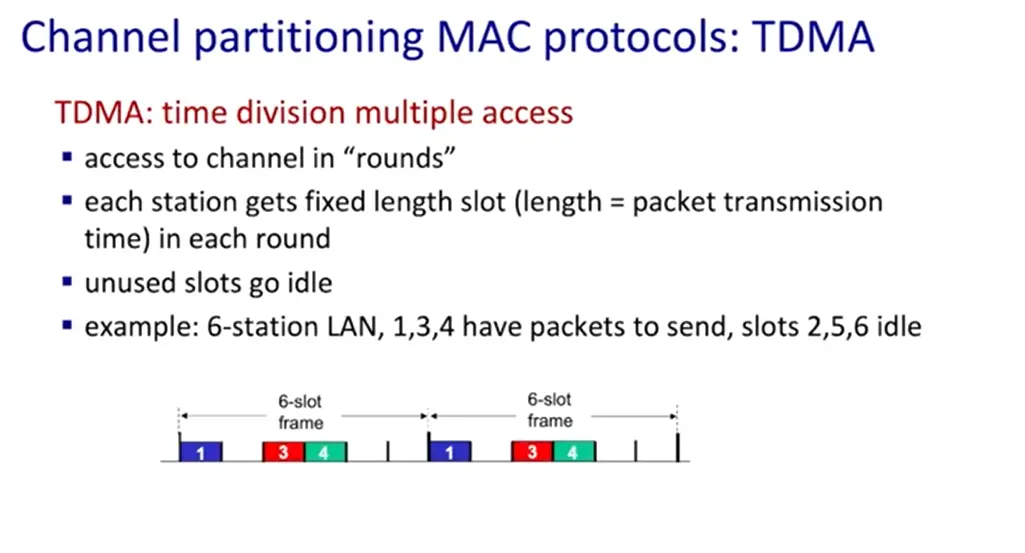 Channel partitioning MAC protocols: TDMA
TDMA: time division multiple access
▪ access to channel in “rounds”
▪ each station gets fixed length slot (length = packet transmission
time) in each round
▪ unused slots go idle
▪ example: 6-station LAN, 1,3,4 have packets to send, slots 2,5,6 idle
6-slot 6-slot
frame frame
1 3 4 1 3 4